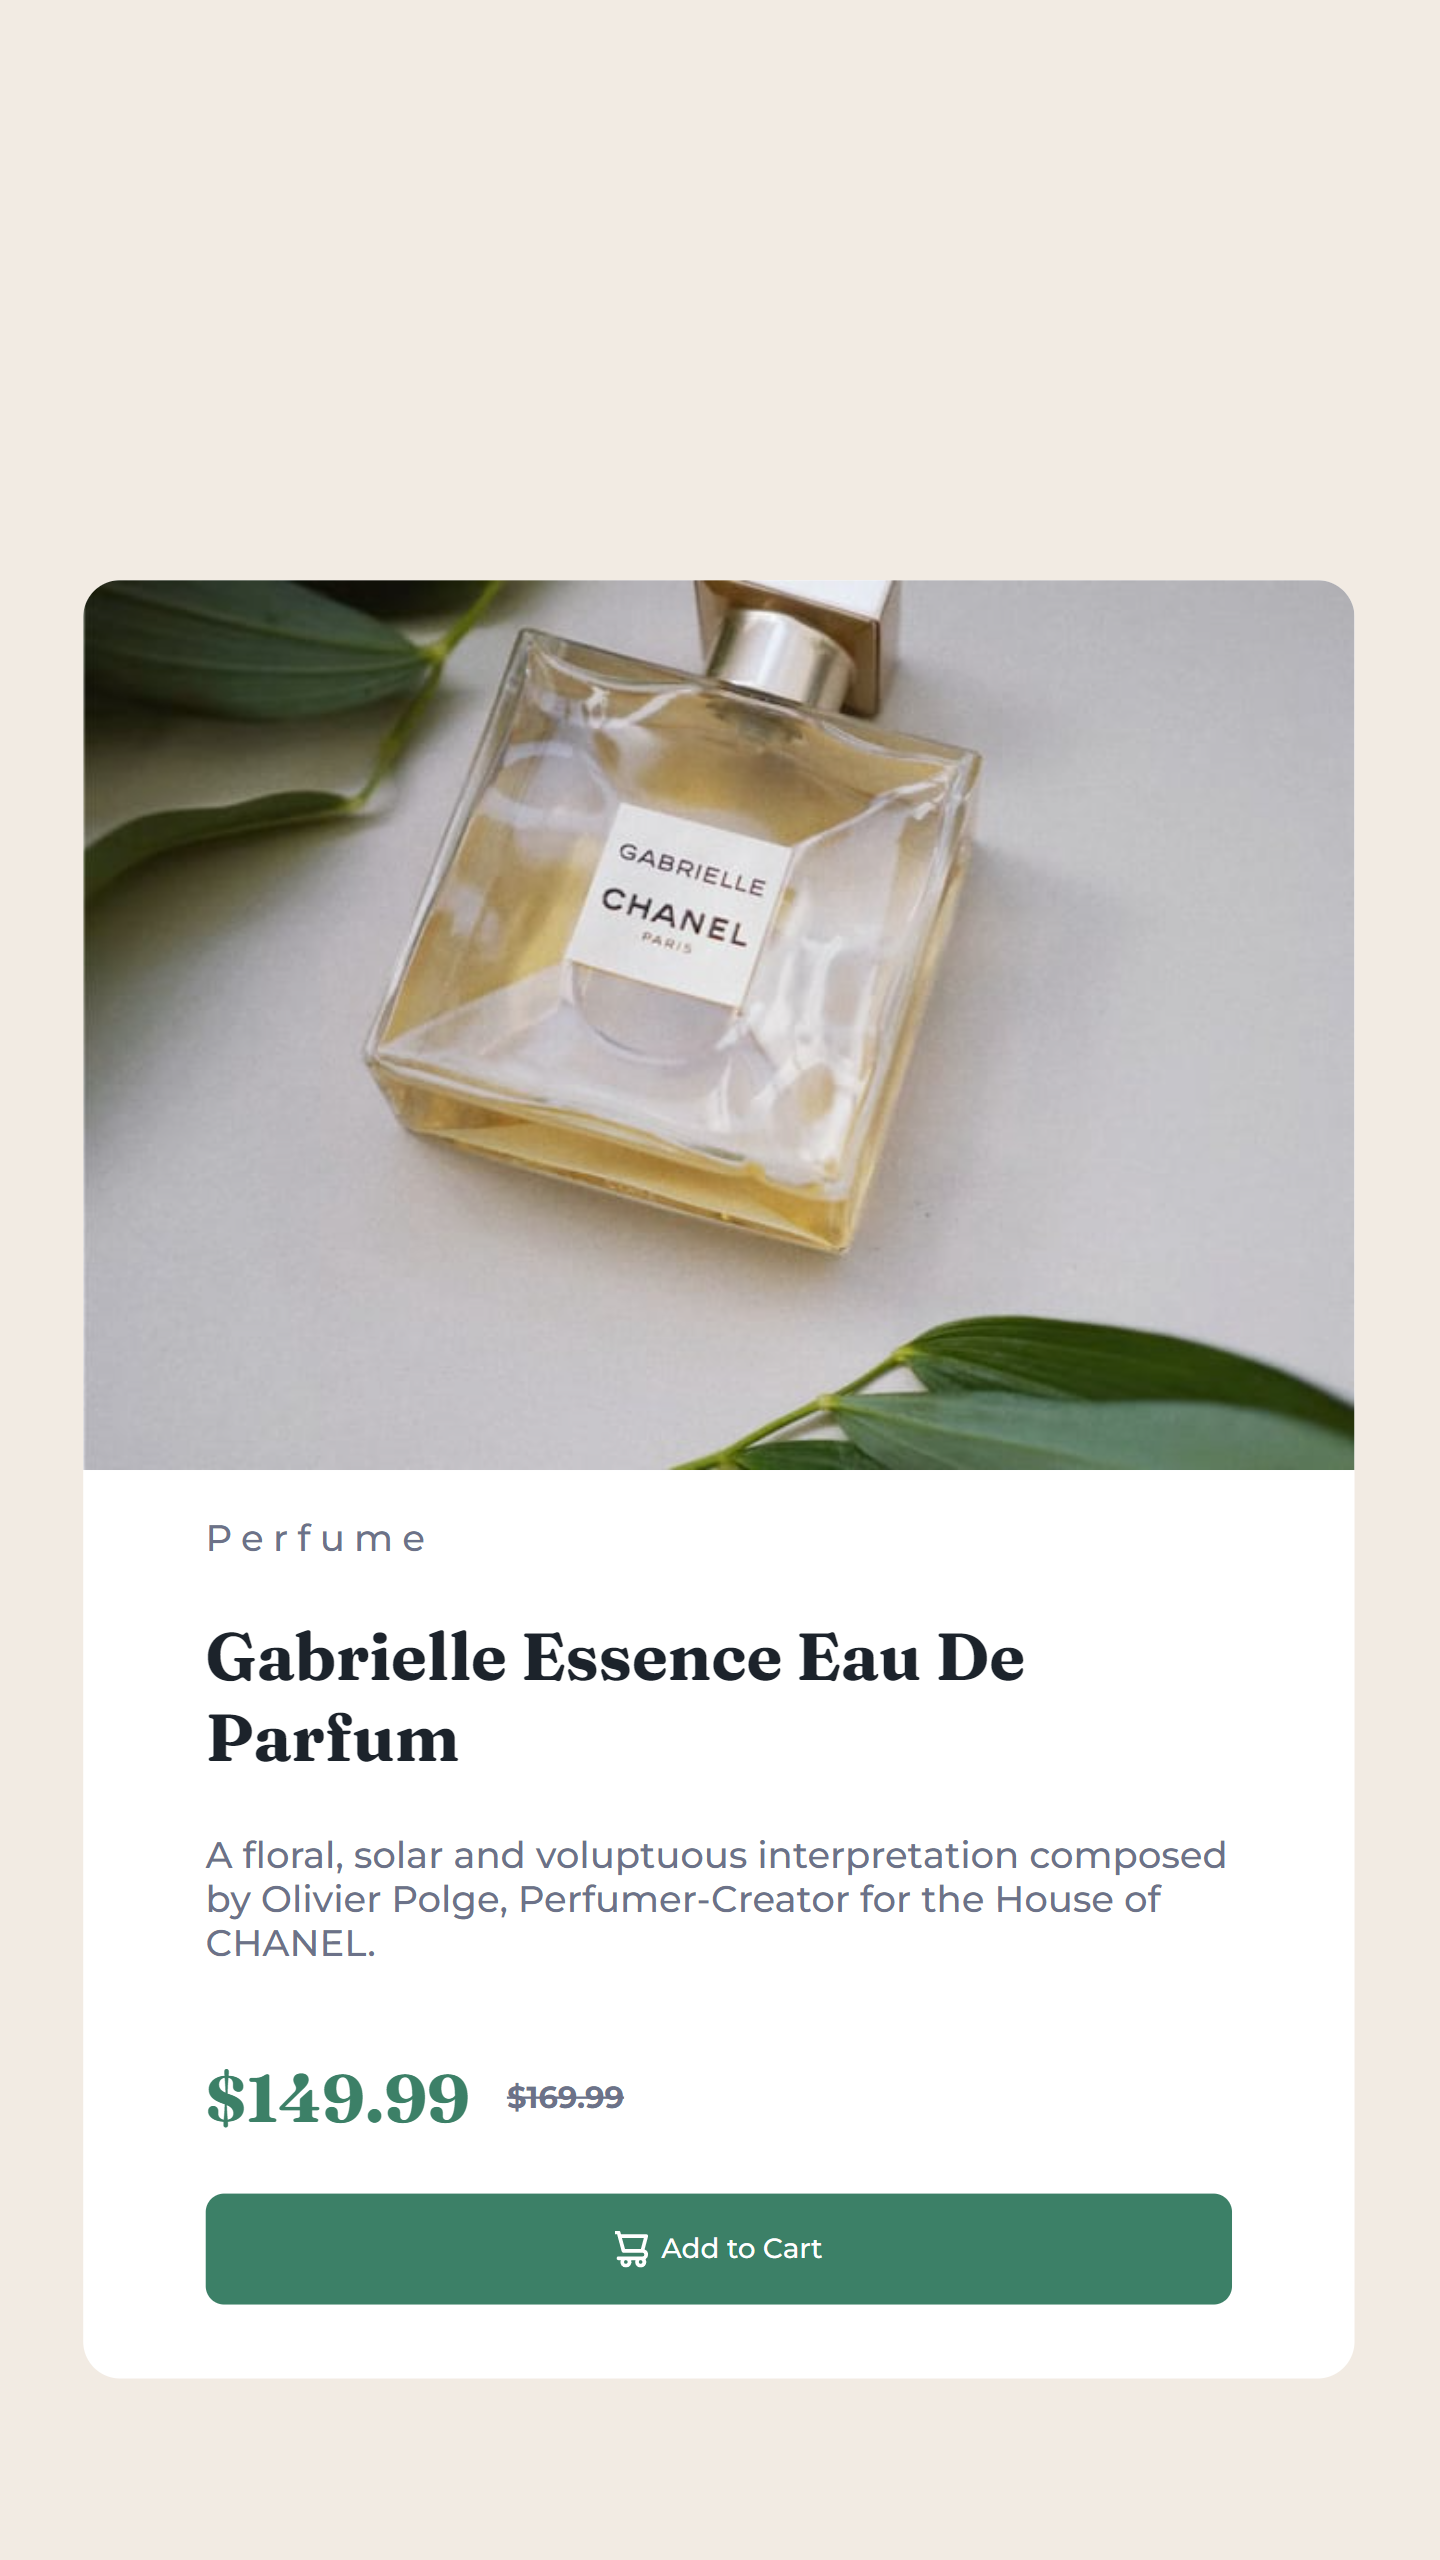 GABRIELLE
CHANEL
PARIS
Perfume
Gabrielle Essence Eau De
Parfum
A floral, solar and voluptuous interpretation composed
by Olivier Polge, Perfumer-Creator for the House of
CHANEL.
$149.99 $169.99
Add to Cart